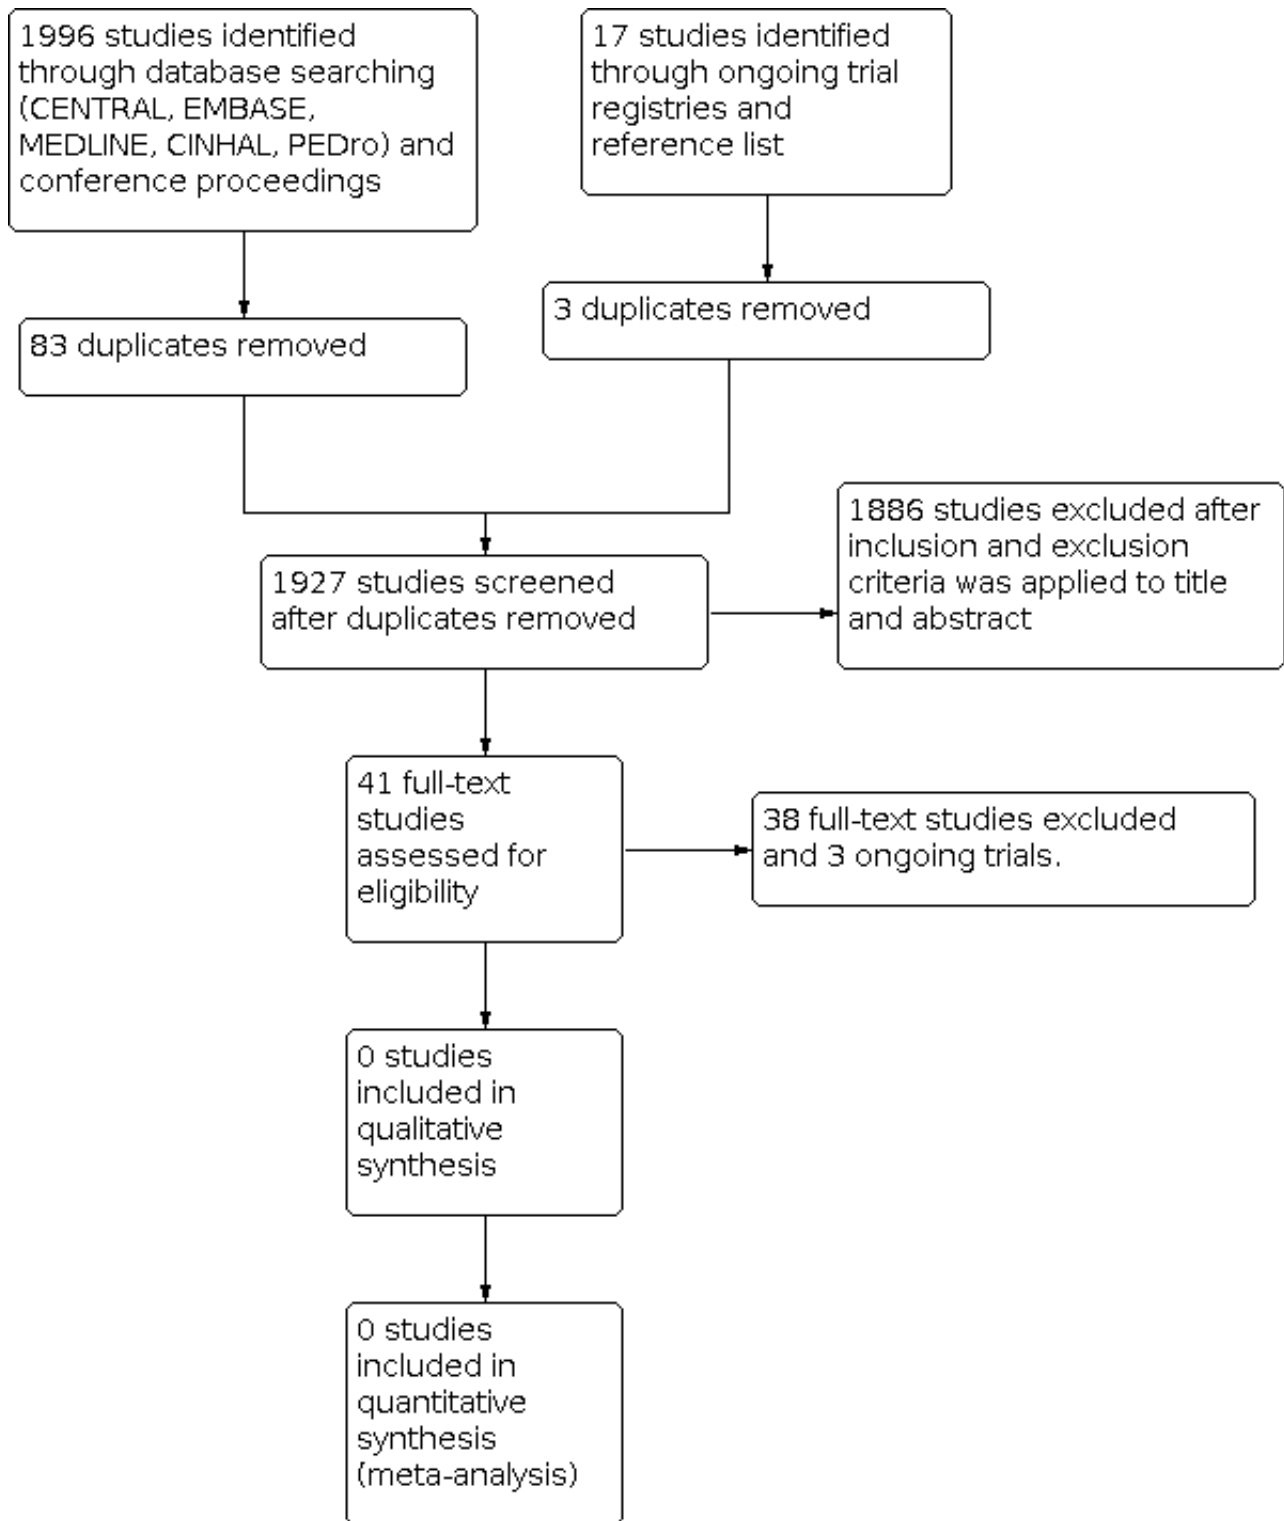 1996 studies identified
through database searching
(CENTRAL, EMBASE,
MEDLINE, CINHAL, PEDro) and
conference proceedings
17 studies identified
through ongoing trial
registries and
reference list
83 duplicates removed
3 duplicates removed
1927 studies screened
after duplicates removed
1886 studies excluded after
inclusion and exclusion
criteria was applied to title
and abstract
41 full-text
studies
assessed for
eligibility
38 full-text studies excluded
and 3 ongoing trials.
0 studies
included in
qualitative
synthesis
0 studies
included in
quantitative
synthesis
(meta-analysis)